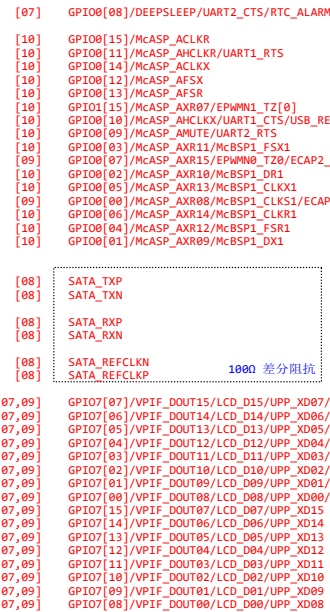 [07] GPIO0[08]/DEEPSLEEP/UART2_CTS/RTC_ALARM
[10] GPIO0[15]/McASP_ACLKR
[10] GPIO0[11]/McASP_AHCLKR/UART1_RTS
[10] GPIO0[14]/McASP_ACLKX
[10] GPIO0[12]/McASP_AFSX
[10] GPIO0[13]/McASP_AFSR
[10] GPIO1[15]/McASP_AXR07/EPWMN1_TZ[0]
[10] GPIO0[10]/McASP_AHCLKX/UART1_CTS/USB_RE
[10] GPIO0[09]/McASP_AMUTE/UART2_RTS
[10] GPIO0[03]/McASP_AXR11/McBSP1_FSX1
[09] GPIO0[07]/McASP_AXR15/EPWMN0_TZ0/ECAP2_
[10] GPIO0[02]/McASP_AXR10/McBSP1_DR1
[10] GPIO0[05]/McASP_AXR13/McBSP1_CLKX1
[09] GPIO0[00]/McASP_AXR08/McBSP1_CLKS1/ECAP
[10] GPIO0[06]/McASP_AXR14/McBSP1_CLKR1
[10] GPIO0[04]/McASP_AXR12/McBSP1_FSR1
[10] GPIO0[01]/McASP_AXR09/McBSP1_DX1
[08] SATA_TXP
[08] SATA_TXN
[08] SATA_RXP
[08] SATA_RXN
[08] SATA_REFCLKN
[08] SATA_REFCLKP
100Ω 差分阻抗
07,09] GPIO7[07]/VPIF_DOUT15/LCD_D15/UPP_XD07/
07,09] GPIO7[06]/VPIF_DOUT14/LCD_D14/UPP_XD06/
07,09] GPIO7[05]/VPIF_DOUT13/LCD_D13/UPP_XD05/
07,09] GPIO7[04]/VPIF_DOUT12/LCD_D12/UPP_XD04/
07,09] GPIO7[03]/VPIF_DOUT11/LCD_D11/UPP_XD03/
07,09] GPIO7[02]/VPIF_DOUT10/LCD_D10/UPP_XD02/
07,09] GPIO7[01]/VPIF_DOUT09/LCD_D09/UPP_XD01/
07,09] GPIO7[00]/VPIF_DOUT08/LCD_D08/UPP_XD00/
07,09] GPIO7[15]/VPIF_DOUT07/LCD_D07/UPP_XD15
07,09] GPIO7[14]/VPIF_DOUT06/LCD_D06/UPP_XD14
07,09] GPIO7[13]/VPIF_DOUT05/LCD_D05/UPP_XD13
07,09] GPIO7[12]/VPIF_DOUT04/LCD_D04/UPP_XD12
07,09] GPIO7[11]/VPIF_DOUT03/LCD_D03/UPP_XD11
07,09] GPIO7[10]/VPIF_DOUT02/LCD_D02/UPP_XD10
07,09] GPIO7[09]/VPIF_DOUT01/LCD_D01/UPP_XD09
07,09] GPIO7[08]/VPIF_DOUT00/LCD_D00/UPP_XD08